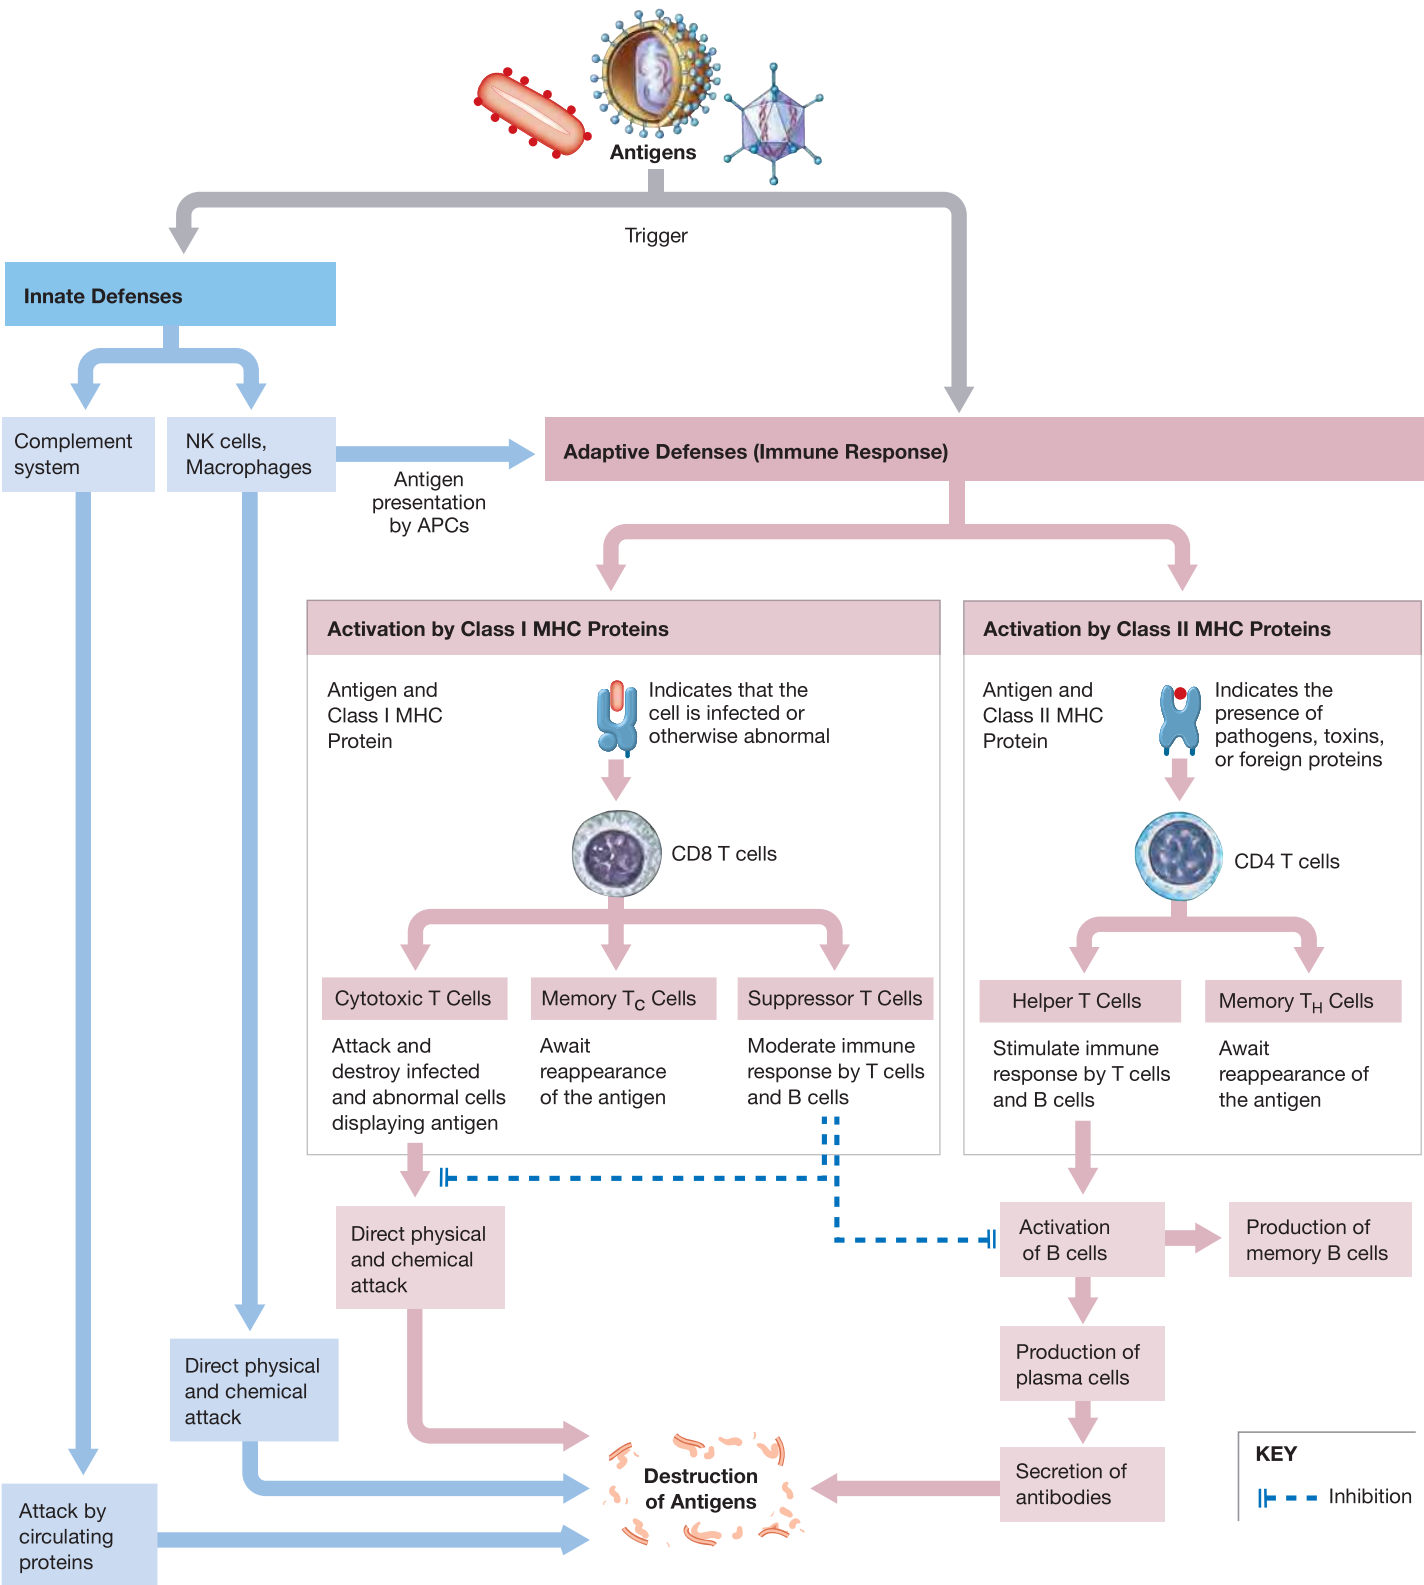 Antigens
Trigger
Innate Defenses
Complement
system
NK cells,
Macrophages
Antigen
presentation
by APCs
Adaptive Defenses (Immune Response)
Activation by Class I MHC Proteins
Antigen and
Class I MHC
Protein
Indicates that the
cell is infected or
otherwise abnormal
CD8 T cells
Cytotoxic T Cells
Attack and
destroy infected
and abnormal cells
displaying antigen
Memory TC Cells
Await
reappearance
of the antigen
Suppressor T Cells
Moderate immune
response by T cells
and B cells
Activation by Class II MHC Proteins
Antigen and
Class II MHC
Protein
Indicates the
presence of
pathogens, toxins,
or foreign proteins
CD4 T cells
Helper T Cells
Stimulate immune
response by T cells
and B cells
Memory TH Cells
Await
reappearance of
the antigen
Direct physical
and chemical
attack
Activation
of B cells
Production of
memory B cells
Production of
plasma cells
Secretion of
antibodies
Direct physical
and chemical
attack
Attack by
circulating
proteins
Destruction
of Antigens
KEY
Inhibition